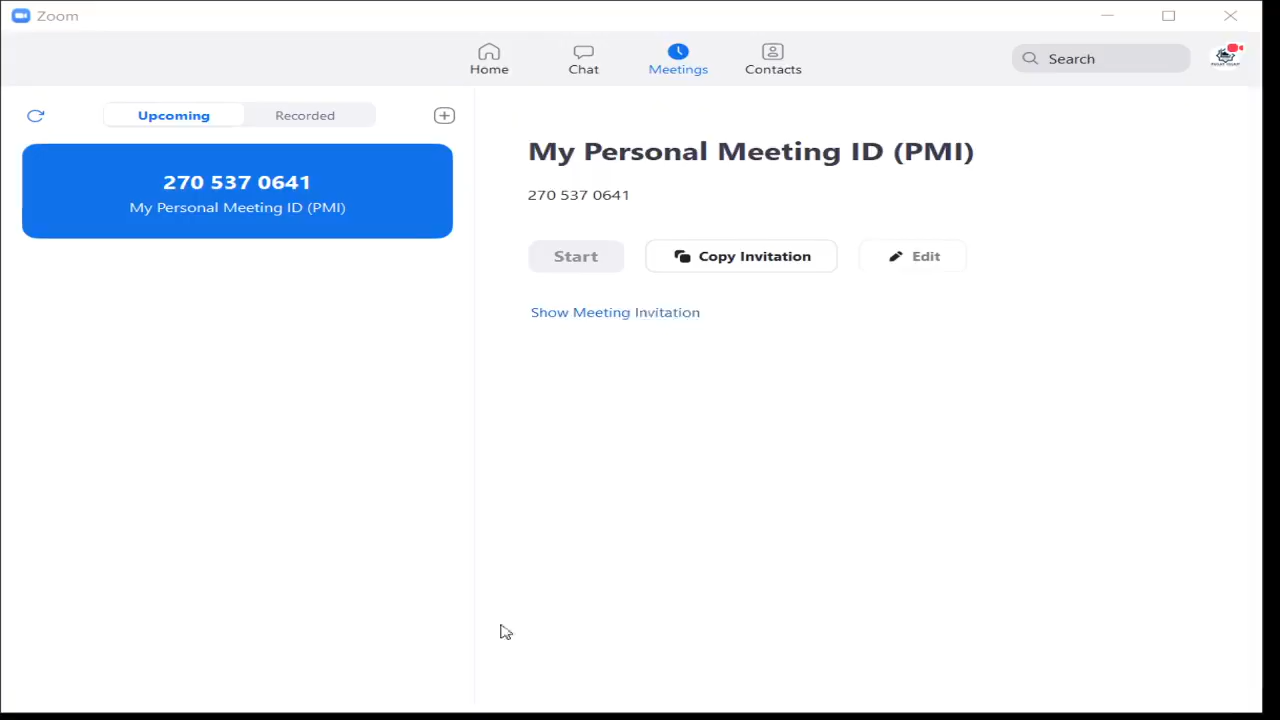 Zoom
Home
Chat
Meetings
Contacts
Search
Upcoming
Recorded
270 537 0641
My Personal Meeting ID (PMI)
My Personal Meeting ID (PMI)
270 537 0641
Start
Copy Invitation
Edit
Show Meeting Invitation